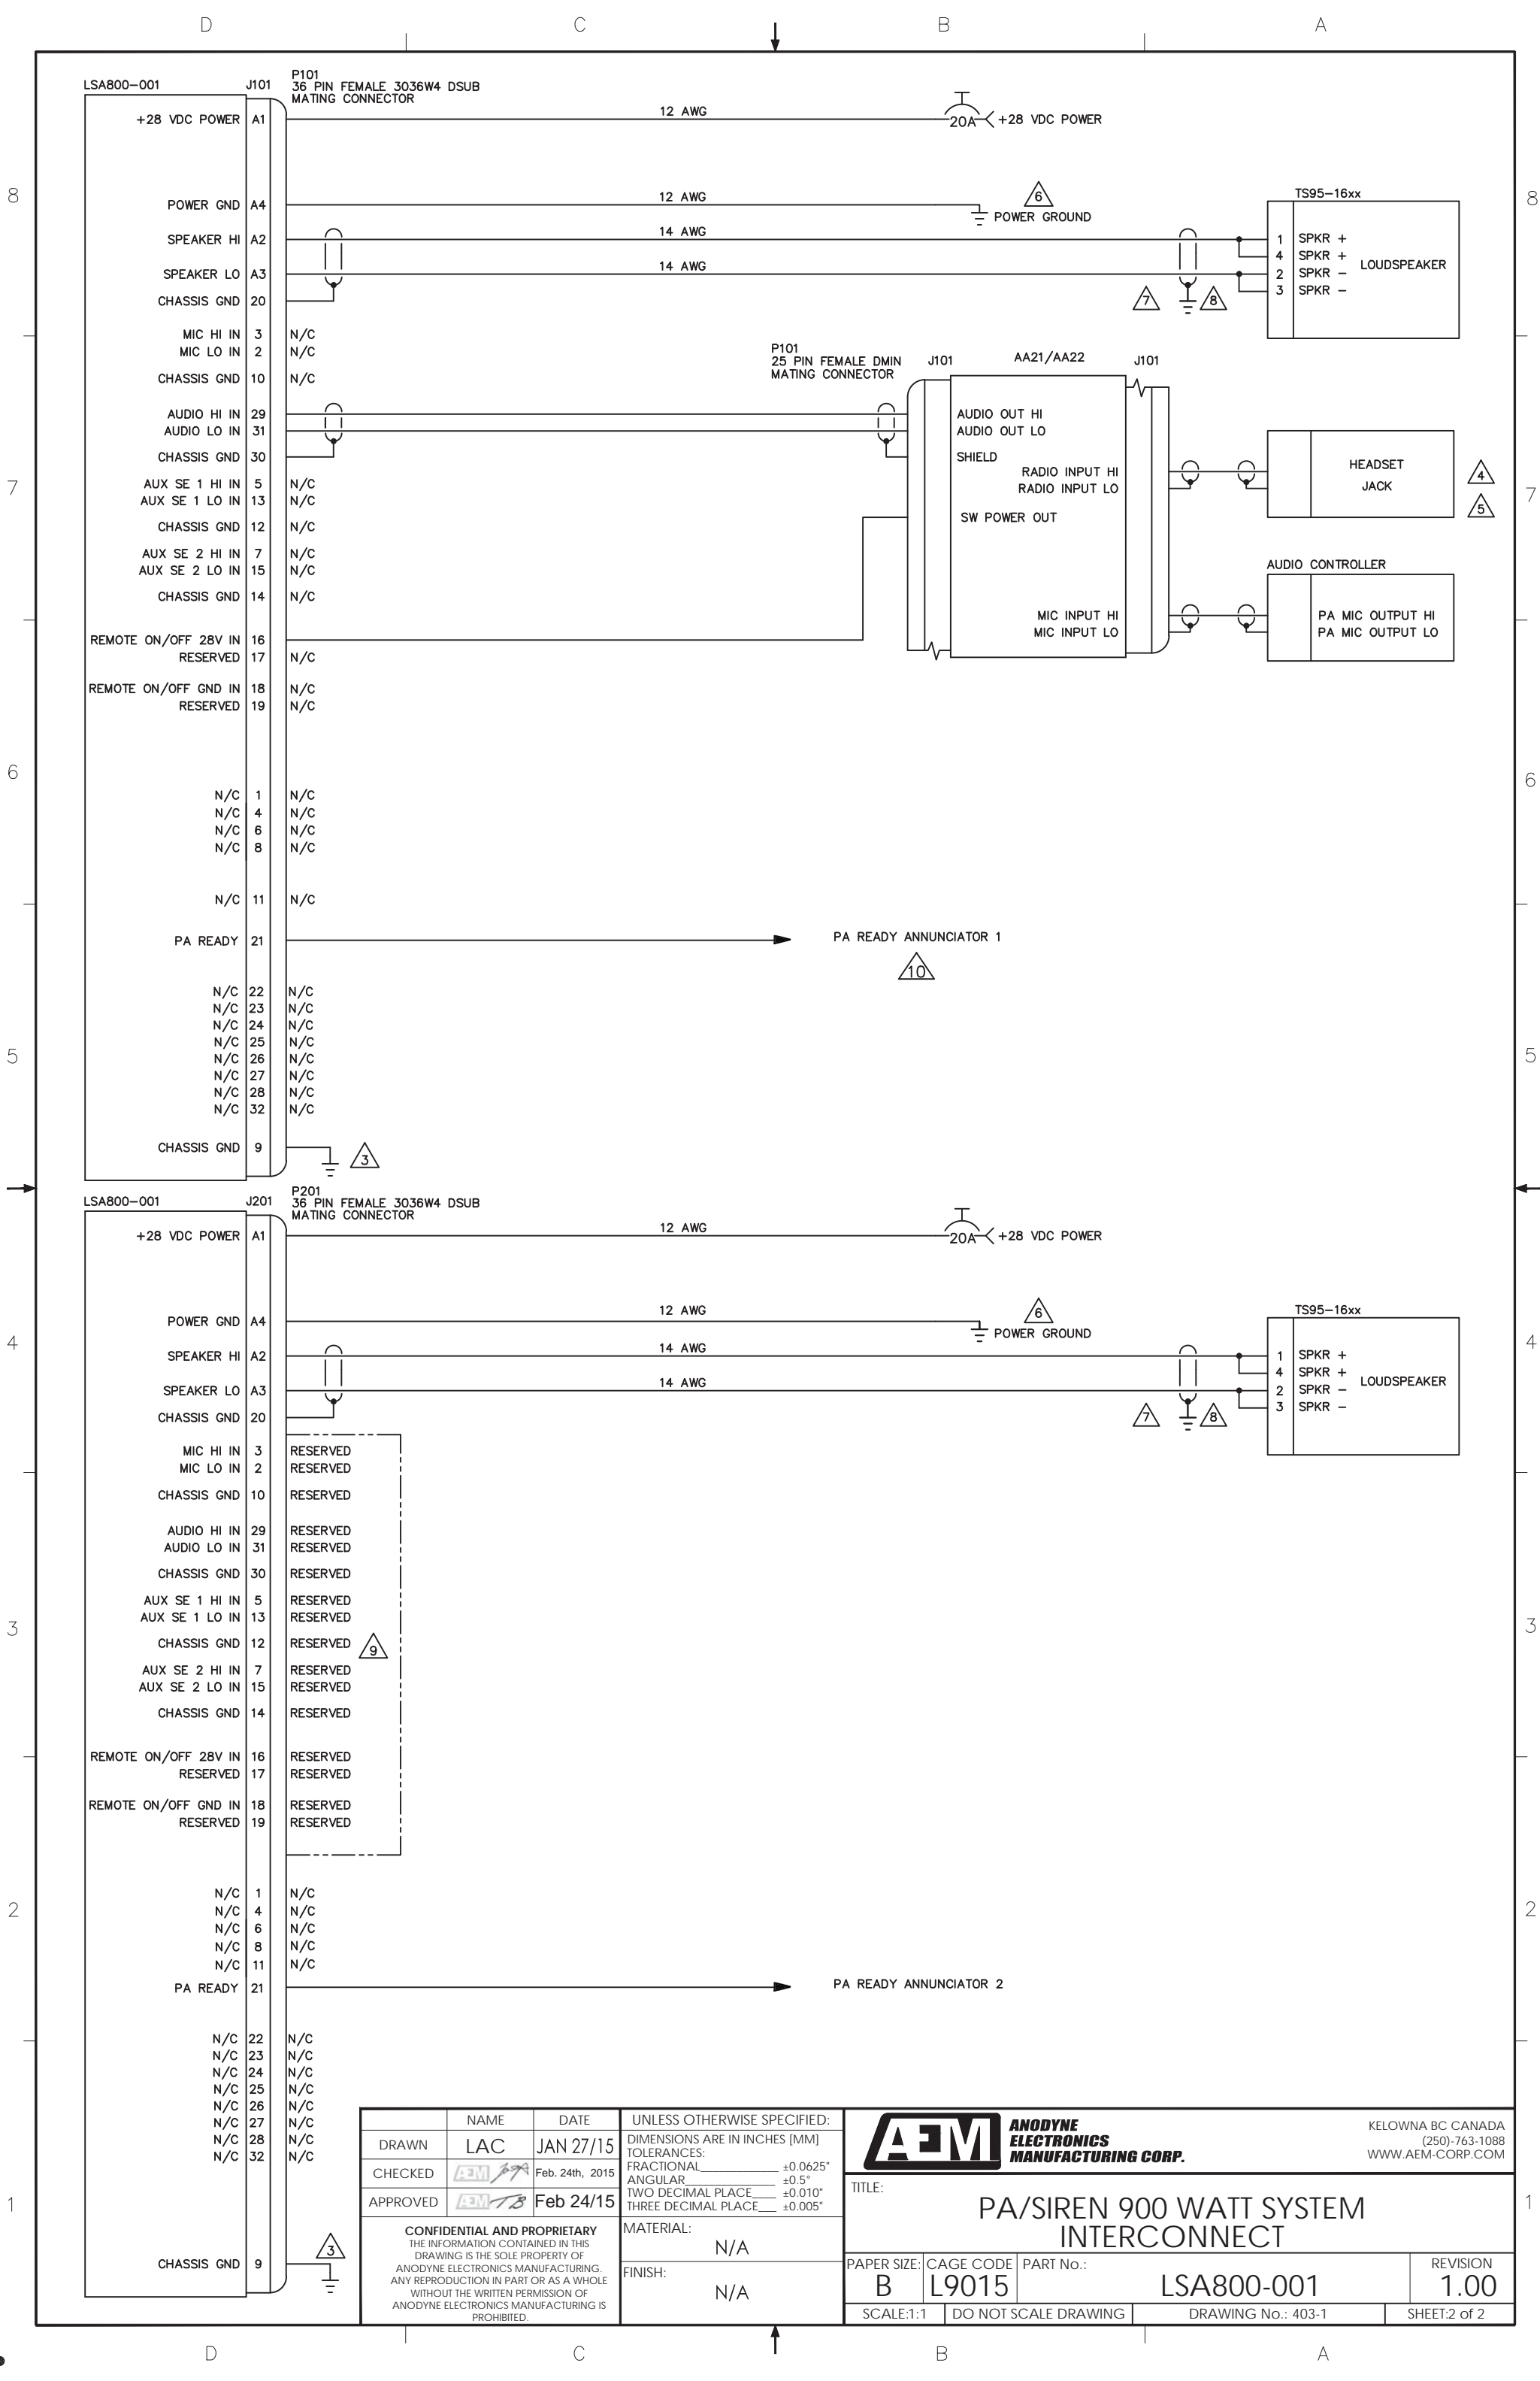 D C B A
LSA800-001 J101
P101
36 PIN FEMALE 3036W4 DSUB
MATING CONNECTOR
+28 VDC POWER A1 12 AWG 20A +28 VDC POWER
8 8
POWER GND A4 12 AWG POWER GROUND 6
SPEAKER HI A2 14 AWG
SPEAKER LO A3 14 AWG
CHASSIS GND 20 7 8
TS95-16xx
1 SPKR +
4 SPKR +
2 SPKR -
3 SPKR -
LOUDSPEAKER
MIC HI IN 3 N/C
MIC LO IN 2 N/C
CHASSIS GND 10 N/C
P101
25 PIN FEMALE DMIN
MATING CONNECTOR
J101 AA21/AA22 J101
AUDIO HI IN 29 AUDIO OUT HI
AUDIO LO IN 31 AUDIO OUT LO
CHASSIS GND 30 SHIELD
RADIO INPUT HI
RADIO INPUT LO
HEADSET
JACK
4
5
7 7
AUX SE 1 HI IN 5 N/C
AUX SE 1 LO IN 13 N/C
SW POWER OUT
CHASSIS GND 12 N/C
AUX SE 2 HI IN 7 N/C
AUX SE 2 LO IN 15 N/C
CHASSIS GND 14 N/C
AUDIO CONTROLLER
MIC INPUT HI PA MIC OUTPUT HI
MIC INPUT LO PA MIC OUTPUT LO
REMOTE ON/OFF 28V IN 16
RESERVED 17 N/C
REMOTE ON/OFF GND IN 18 N/C
RESERVED 19 N/C
6 6
N/C 1 N/C
N/C 4 N/C
N/C 6 N/C
N/C 8 N/C
N/C 11 N/C
PA READY 21 PA READY ANNUNCIATOR 1
10
N/C 22 N/C
N/C 23 N/C
N/C 24 N/C
N/C 25 N/C
N/C 26 N/C
N/C 27 N/C
N/C 28 N/C
N/C 32 N/C
5 5
CHASSIS GND 9 3
LSA800-001 J201
P201
36 PIN FEMALE 3036W4 DSUB
MATING CONNECTOR
+28 VDC POWER A1 12 AWG 20A +28 VDC POWER
POWER GND A4 12 AWG POWER GROUND 6
4 4
SPEAKER HI A2 14 AWG
SPEAKER LO A3 14 AWG
CHASSIS GND 20 7 8
TS95-16xx
1 SPKR +
4 SPKR +
2 SPKR -
3 SPKR -
LOUDSPEAKER
MIC HI IN 3 RESERVED
MIC LO IN 2 RESERVED
CHASSIS GND 10 RESERVED
AUDIO HI IN 29 RESERVED
AUDIO LO IN 31 RESERVED
CHASSIS GND 30 RESERVED
AUX SE 1 HI IN 5 RESERVED
AUX SE 1 LO IN 13 RESERVED
3 3
CHASSIS GND 12 RESERVED 9
AUX SE 2 HI IN 7 RESERVED
AUX SE 2 LO IN 15 RESERVED
CHASSIS GND 14 RESERVED
REMOTE ON/OFF 28V IN 16 RESERVED
RESERVED 17 RESERVED
REMOTE ON/OFF GND IN 18 RESERVED
RESERVED 19 RESERVED
2 2
N/C 1 N/C
N/C 4 N/C
N/C 6 N/C
N/C 8 N/C
N/C 11 N/C
PA READY 21 PA READY ANNUNCIATOR 2
N/C 22 N/C
N/C 23 N/C
N/C 24 N/C
N/C 25 N/C
N/C 26 N/C
N/C 27 N/C
N/C 28 N/C
N/C 32 N/C
1 1
CHASSIS GND 9 3
NAME DATE
DRAWN LAC JAN 27/15
CHECKED AEM Feb. 24th, 2015
APPROVED AEM TB Feb 24/15
CONFIDENTIAL AND PROPRIETARY
THE INFORMATION CONTAINED IN THIS
DRAWING IS THE SOLE PROPERTY OF
ANODYNE ELECTRONICS MANUFACTURING.
ANY REPRODUCTION IN PART OR AS A WHOLE
WITHOUT THE WRITTEN PERMISSION OF
ANODYNE ELECTRONICS MANUFACTURING IS
PROHIBITED.
UNLESS OTHERWISE SPECIFIED:
DIMENSIONS ARE IN INCHES [MM]
TOLERANCES:
FRACTIONAL ±0.0625"
ANGULAR ±0.5°
TWO DECIMAL PLACE ±0.010"
THREE DECIMAL PLACE ±0.005"
MATERIAL:
N/A
FINISH:
N/A
AEM
ANODYNE
ELECTRONICS
MANUFACTURING CORP.
KELOWNA BC CANADA
(250)-763-1088
WWW.AEM-CORP.COM
TITLE:
PA/SIREN 900 WATT SYSTEM
INTERCONNECT
PAPER SIZE: B
CAGE CODE L9015
PART No.: LSA800-001
REVISION 1.00
SCALE:1:1 DO NOT SCALE DRAWING DRAWING No.: 403-1 SHEET:2 of 2
D C B A